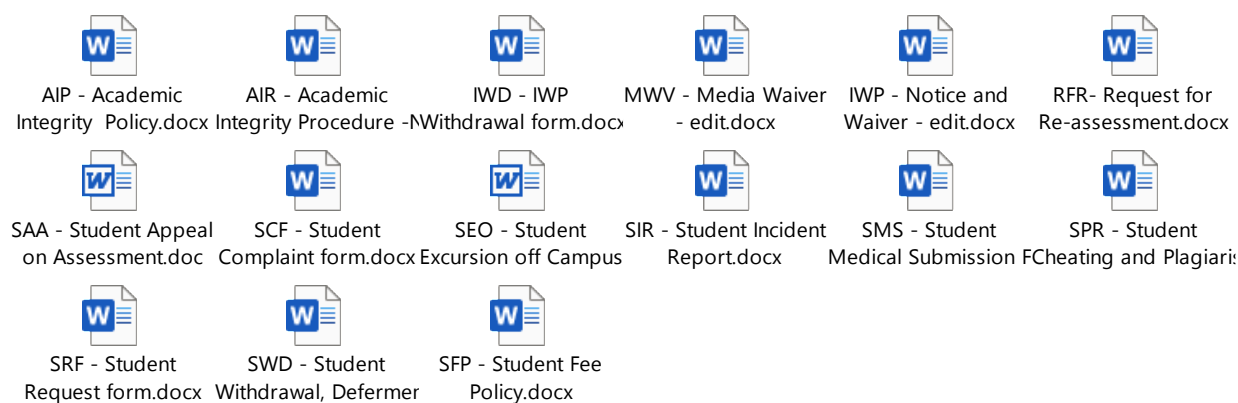 AIP - Academic
Integrity  Policy.docx
AIR - Academic
Integrity Procedure -N
IWD - IWP
Withdrawal form.docx
MWV - Media Waiver
- edit.docx
IWP - Notice and
Waiver - edit.docx
RFR- Request for
Re-assessment.docx
SAA - Student Appeal
on Assessment.doc
SCF - Student
Complaint form.docx
SEO - Student
Excursion off Campus
SIR - Student Incident
Report.docx
SMS - Student
Medical Submission F
SPR - Student
Cheating and Plagiaris
SRF - Student
Request form.docx
SWD - Student
Withdrawal, Defermer
SFP - Student Fee
Policy.docx